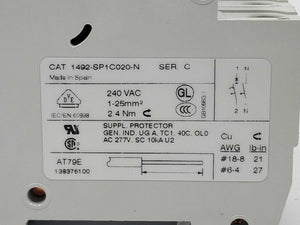 CAT. 1492-SP1C020-N SER. C
Made in Spain
240 VAC
1-25mm²
2.4 Nm
IEC/EN 60898
SUPPL. PROTECTOR
GEN. IND. UG A, TC1, 40C, OL0
AC 277V, SC 10kA U2
Cu
AWG lb-in
#18-8 21
#6-4 27
AT79E
138376100